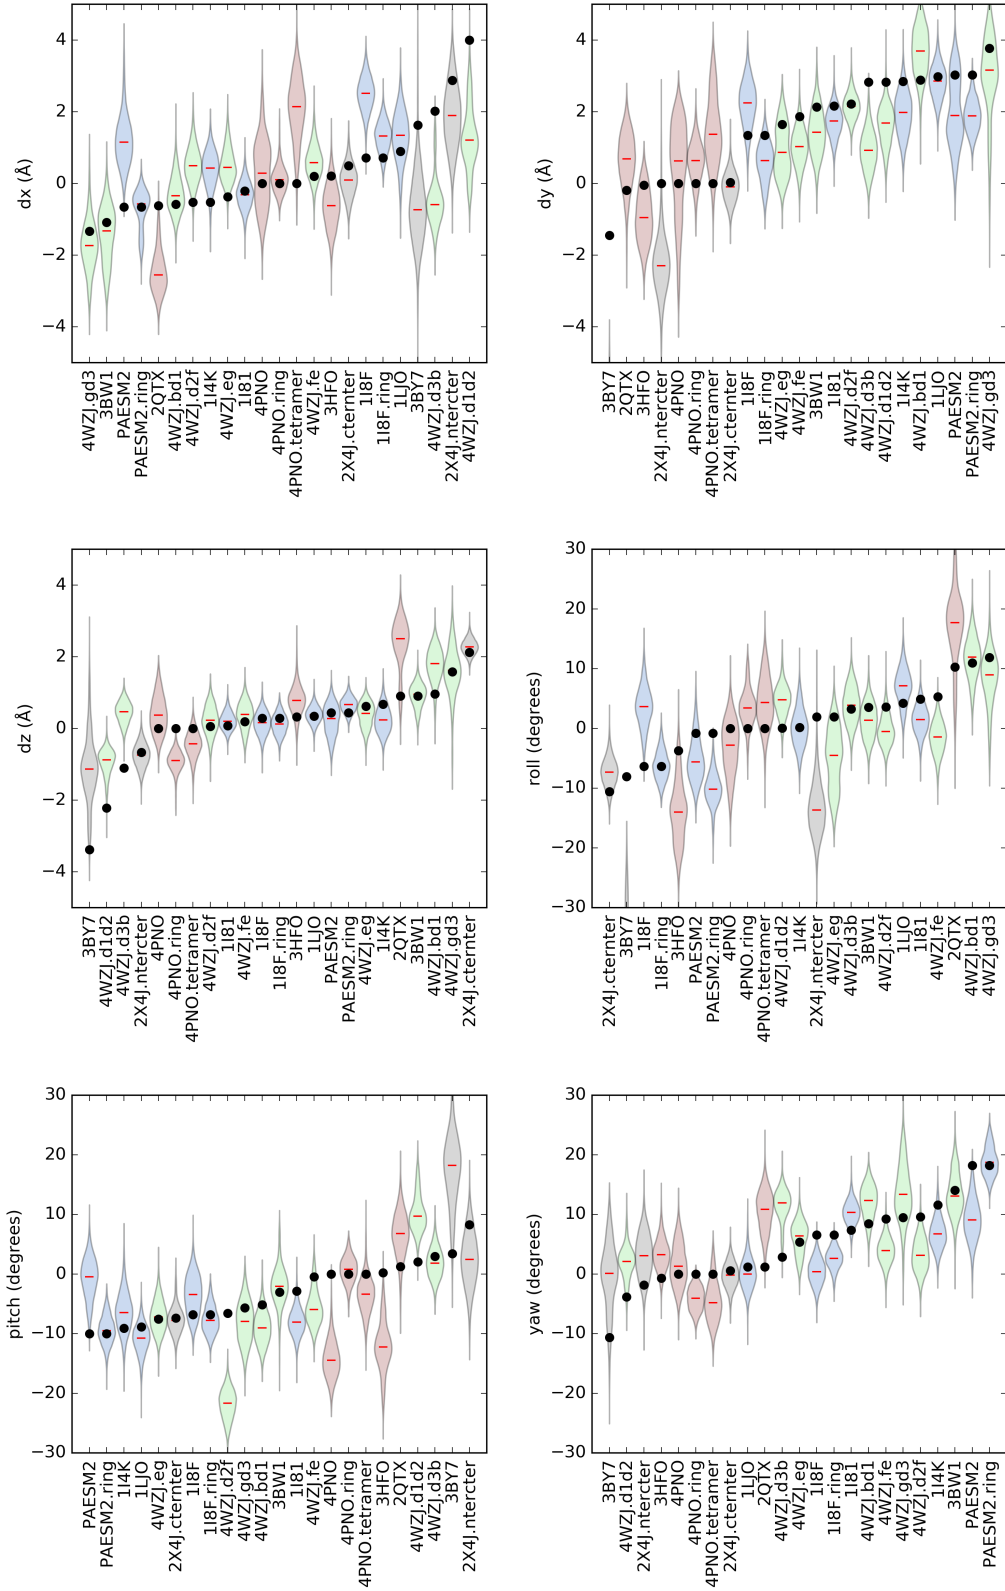 dx (Å)
4
2
0
−2
−4
4WZJ.gd3
3BW1
PAESM2
PAESM2.ring
2QTX
4WZJ.bd1
4WZJ.d2f
1I4K
4WZJ.eg
1I81
4PNO
4PNO.ring
4PNO.tetramer
4WZJ.fe
3HFO
2X4J.cternter
1I8F
1I8F.ring
1LJO
3BY7
4WZJ.d3b
2X4J.ntercter
4WZJ.d1d2
dy (Å)
4
2
0
−2
−4
3BY7
2QTX
3HFO
2X4J.ntercter
4PNO
4PNO.ring
4PNO.tetramer
2X4J.cternter
1I8F
1I8F.ring
4WZJ.eg
4WZJ.fe
3BW1
1I81
4WZJ.d2f
4WZJ.d3b
4WZJ.d1d2
1I4K
4WZJ.bd1
1LJO
PAESM2
PAESM2.ring
4WZJ.gd3
dz (Å)
4
2
0
−2
−4
3BY7
4WZJ.d1d2
4WZJ.d3b
2X4J.ntercter
4PNO
4PNO.ring
4PNO.tetramer
4WZJ.d2f
1I81
4WZJ.fe
1I8F
1I8F.ring
3HFO
1LJO
PAESM2
PAESM2.ring
4WZJ.eg
1I4K
2QTX
3BW1
4WZJ.bd1
4WZJ.gd3
2X4J.cternter
roll (degrees)
30
20
10
0
−10
−20
−30
2X4J.cternter
3BY7
1I8F
1I8F.ring
3HFO
PAESM2
PAESM2.ring
4PNO
4PNO.ring
4PNO.tetramer
4WZJ.d1d2
1I4K
2X4J.ntercter
4WZJ.eg
4WZJ.d3b
3BW1
4WZJ.d2f
1LJO
1I81
4WZJ.fe
2QTX
4WZJ.bd1
4WZJ.gd3
pitch (degrees)
30
20
10
0
−10
−20
−30
PAESM2
PAESM2.ring
1I4K
1LJO
4WZJ.eg
2X4J.cternter
1I8F
1I8F.ring
4WZJ.d2f
4WZJ.gd3
4WZJ.bd1
3BW1
1I81
4WZJ.fe
4PNO
4PNO.ring
4PNO.tetramer
3HFO
2QTX
4WZJ.d1d2
4WZJ.d3b
3BY7
2X4J.ntercter
yaw (degrees)
30
20
10
0
−10
−20
−30
3BY7
4WZJ.d1d2
2X4J.ntercter
3HFO
4PNO
4PNO.ring
4PNO.tetramer
2X4J.cternter
1LJO
2QTX
4WZJ.d3b
4WZJ.eg
1I8F
1I8F.ring
1I81
4WZJ.bd1
4WZJ.fe
4WZJ.gd3
4WZJ.d2f
1I4K
3BW1
PAESM2
PAESM2.ring